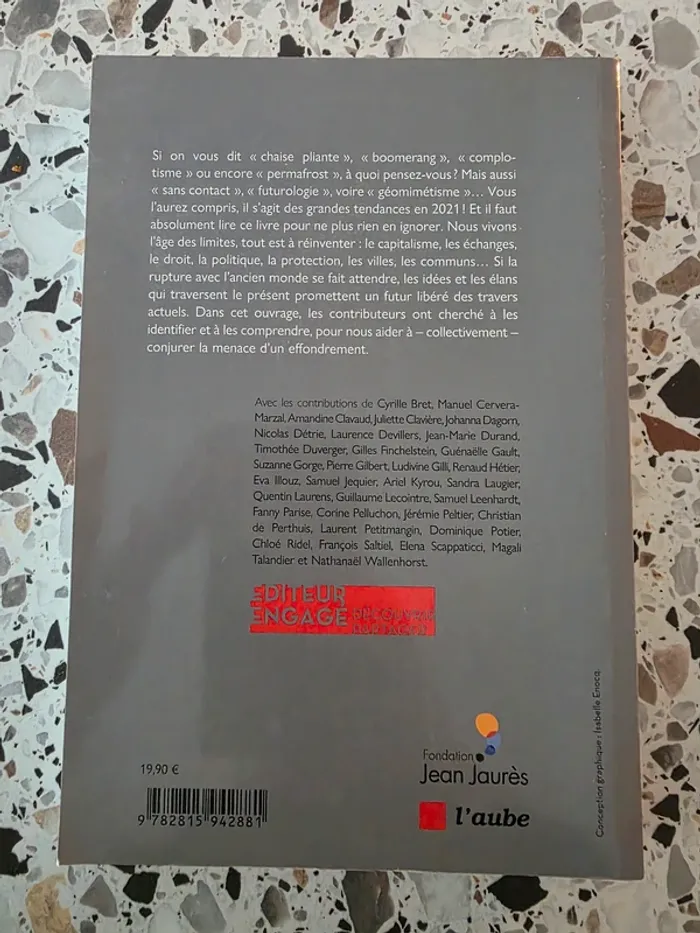 Si on vous dit « chaise pliante », « boomerang », « complo-
tisme » ou encore « permafrost », à quoi pensez-vous ? Mais aussi
« sans contact », « futurologie », voire « géomimétisme »... Vous
l'aurez compris, il s'agit des grandes tendances en 2021 ! Et il faut
absolument lire ce livre pour ne plus rien en ignorer. Nous vivons
l'âge des limites, tout est à réinventer : le capitalisme, les échanges,
le droit, la politique, la protection, les villes, les communs... Si la
rupture avec l'ancien monde se fait attendre, les idées et les élans
qui traversent le présent promettent un futur libéré des travers
actuels. Dans cet ouvrage, les contributeurs ont cherché à les
identifier et à les comprendre, pour nous aider à – collectivement –
conjurer la menace d'un effondrement.
Avec les contributions de Cyrille Bret, Manuel Cervera-
Marzal, Amandine Clavaud, Juliette Clavière, Johanna Dagorn,
Nicolas Détrie, Laurence Devillers, Jean-Marie Durand,
Timothée Duverger, Gilles Finchelstein, Guénaëlle Gault,
Suzanne Gorge, Pierre Gilbert, Ludivine Gilli, Renaud Hétier,
Eva Illouz, Samuel Jequier, Ariel Kyrou, Sandra Laugier,
Quentin Laurens, Guillaume Lecointre, Samuel Leenhardt,
Fanny Parise, Corine Pelluchon, Jérémie Peltier, Christian
de Perthuis, Laurent Petitmangin, Dominique Potier,
Chloé Ridel, François Saltiel, Elena Scappaticci, Magali
Talandier et Nathanaël Wallenhorst.
EDITEUR
ENGAGÉ
19,90 €
9 782815 942881
Fondation
Jean Jaurès
l'aube
Conception graphique : Isabelle Enocq